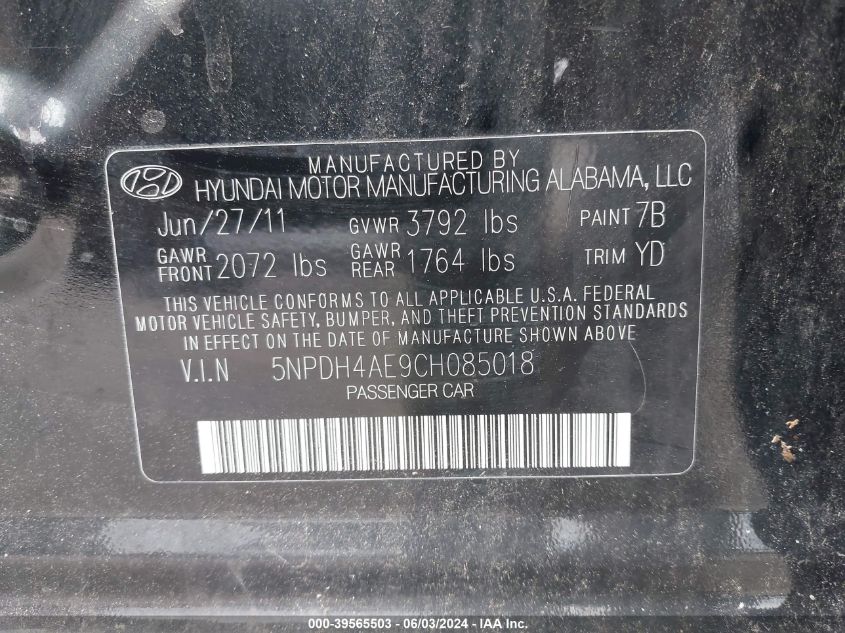 MANUFACTURED BY
HYUNDAI MOTOR MANUFACTURING ALABAMA, LLC
Jun/27/11 GVWR 3792 lbs PAINT 7B
GAWR FRONT 2072 lbs GAWR REAR 1764 lbs TRIM YD
THIS VEHICLE CONFORMS TO ALL APPLICABLE U.S.A. FEDERAL
MOTOR VEHICLE SAFETY, BUMPER, AND THEFT PREVENTION STANDARDS
IN EFFECT ON THE DATE OF MANUFACTURE SHOWN ABOVE
V.I.N 5NPDH4AE9CH085018
PASSENGER CAR
000-39565503 - 06/03/2024 - IAA Inc.